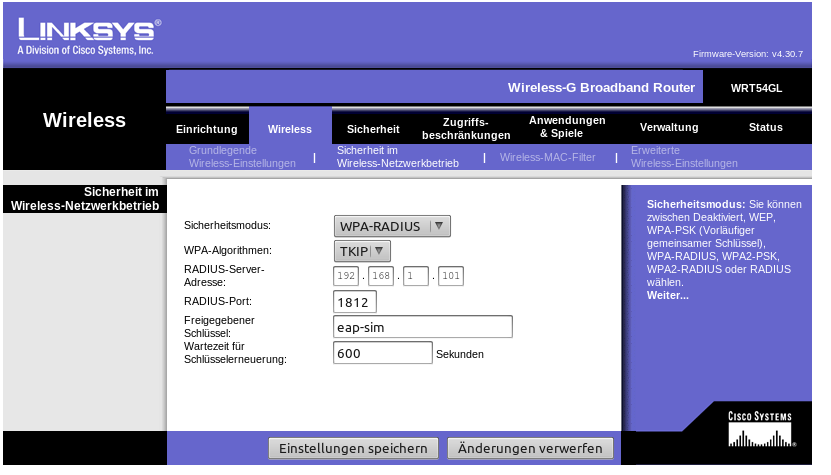 LINKSYS®
A Division of Cisco Systems, Inc.
Firmware-Version: v4.30.7
Wireless-G Broadband Router
WRT54GL
Wireless
Einrichtung
Wireless
Sicherheit
Zugriffs-
beschränkungen
Anwendungen
& Spiele
Verwaltung
Status
Grundlegende
Wireless-Einstellungen
|
Sicherheit im
Wireless-Netzwerkbetrieb
|
Wireless-MAC-Filter
|
Erweiterte
Wireless-Einstellungen
Sicherheit im
Wireless-Netzwerkbetrieb
Sicherheitsmodus:
WPA-RADIUS
WPA-Algorithmen:
TKIP
RADIUS-Server-
Adresse:
192 . 168 . 1 . 101
RADIUS-Port:
1812
Freigegebener
Schlüssel:
eap-sim
Wartezeit für
Schlüsselerneuerung:
600 Sekunden
Sicherheitsmodus: Sie können
zwischen Deaktiviert, WEP,
WPA-PSK (Vorläufiger
gemeinsamer Schlüssel),
WPA-RADIUS, WPA2-PSK,
WPA2-RADIUS oder RADIUS
wählen.
Weiter...
CISCO SYSTEMS
®
Einstellungen speichern
Änderungen verwerfen